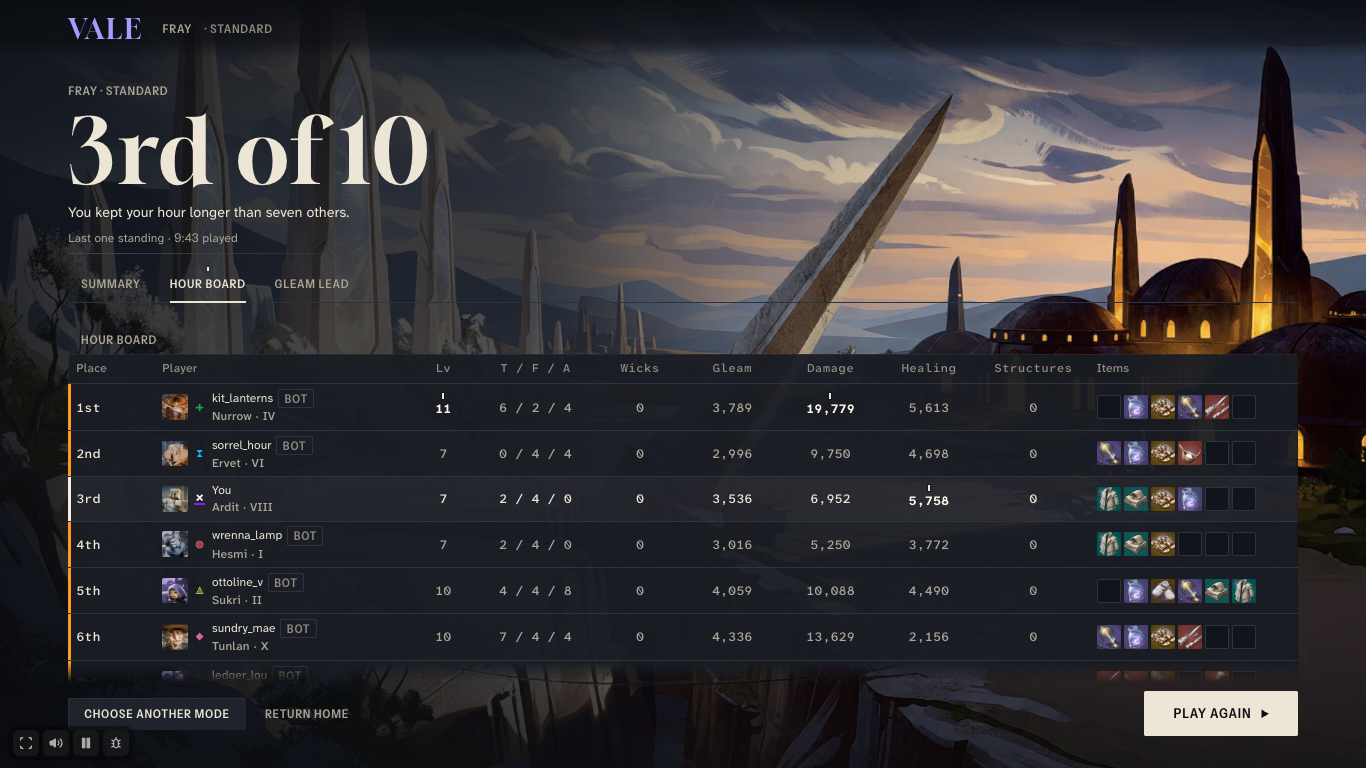 VALE FRAY · STANDARD
FRAY · STANDARD
3rd of 10
You kept your hour longer than seven others.
Last one standing · 9:43 played
SUMMARY HOUR BOARD GLEAM LEAD
HOUR BOARD
Place Player Lv T / F / A Wicks Gleam Damage Healing Structures Items
1st kit_lanterns BOT Nurrow · IV 11 6 / 2 / 4 0 3,789 19,779 5,613 0
2nd sorrel_hour BOT Ervet · VI 7 0 / 4 / 4 0 2,996 9,750 4,698 0
3rd You Ardit · VIII 7 2 / 4 / 0 0 3,536 6,952 5,758 0
4th wrenna_lamp BOT Hesmi · I 7 2 / 4 / 0 0 3,016 5,250 3,772 0
5th ottoline_v BOT Sukri · II 10 4 / 4 / 8 0 4,059 10,088 4,490 0
6th sundry_mae BOT Tunlan · X 10 7 / 4 / 4 0 4,336 13,629 2,156 0
ledger_lou BOT
CHOOSE ANOTHER MODE RETURN HOME PLAY AGAIN